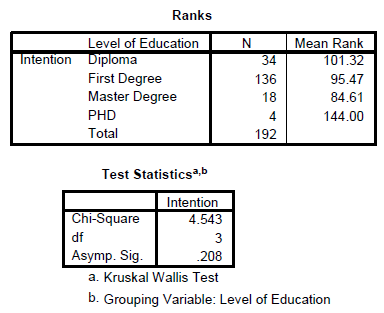 Ranks
Level of Education N Mean Rank
Intention Diploma 34 101.32
First Degree 136 95.47
Master Degree 18 84.61
PHD 4 144.00
Total 192
Test Statisticsa,b
Intention
Chi-Square 4.543
df 3
Asymp. Sig. .208
a. Kruskal Wallis Test
b. Grouping Variable: Level of Education